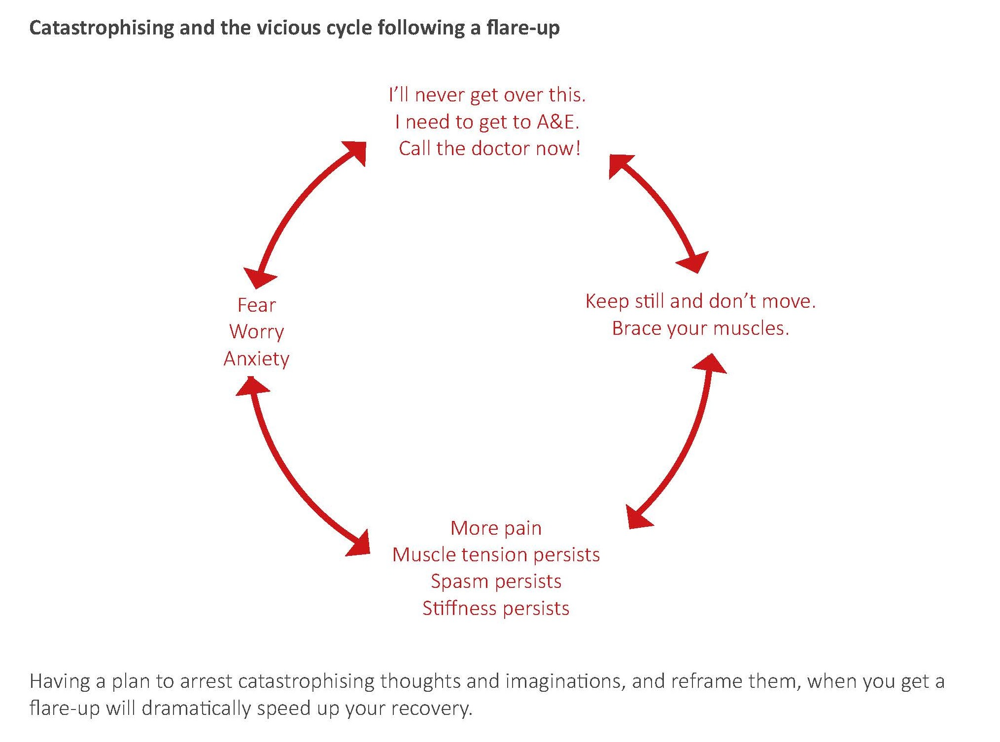 Catastrophising and the vicious cycle following a flare-up
I’ll never get over this.
I need to get to A&E.
Call the doctor now!
Fear
Worry
Anxiety
Keep still and don’t move.
Brace your muscles.
More pain
Muscle tension persists
Spasm persists
Stiffness persists
Having a plan to arrest catastrophising thoughts and imaginations, and reframe them, when you get a
flare-up will dramatically speed up your recovery.